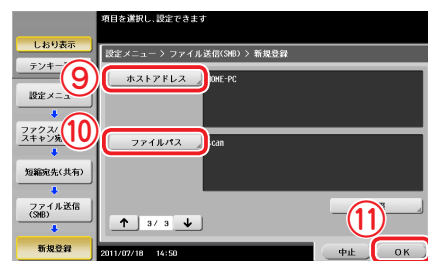 項目を選択し、設定できます
しおり表示
設定メニュー > ファイル送信(SMB) > 新規登録
テンキー
⑨
ホストアドレス
HOME-PC
設定メニュー
⑩
ファイルパス
scan
ファクス/
スキャン
短縮宛先(共有)
ファイル送信
(SMB)
↑ 3/ 3 ↓
⑪
新規登録
2011/07/18 14:50
中止
OK